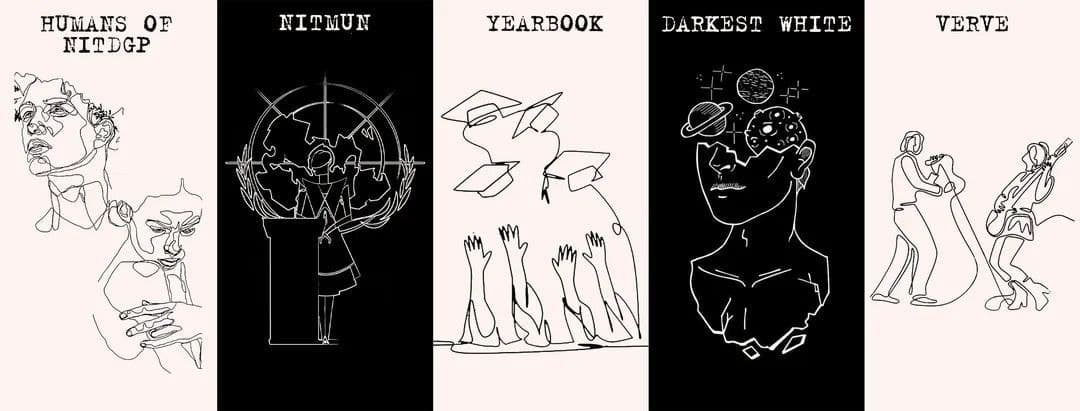 HUMANS OF
NITDGP
NITMUN
YEARBOOK
DARKEST WHITE
VERVE